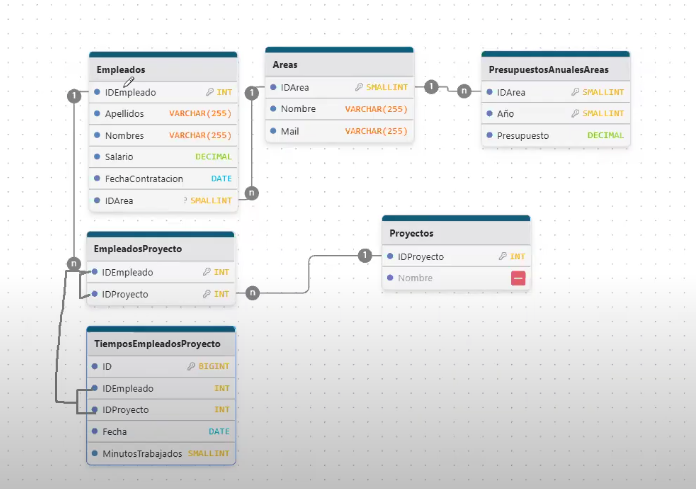 Empleados
IDEmpleado INT
Apellidos VARCHAR(255)
Nombres VARCHAR(255)
Salario DECIMAL
FechaContratacion DATE
IDArea ? SMALLINT
Areas
IDArea SMALLINT
Nombre VARCHAR(255)
Mail VARCHAR(255)
PresupuestosAnualesAreas
IDArea SMALLINT
Año SMALLINT
Presupuesto DECIMAL
1
n
1
1
n
EmpleadosProyecto
IDEmpleado INT
IDProyecto INT
n
n
1
Proyectos
IDProyecto INT
Nombre
TiemposEmpleadosProyecto
ID BIGINT
IDEmpleado INT
IDProyecto INT
Fecha DATE
MinutosTrabajados SMALLINT